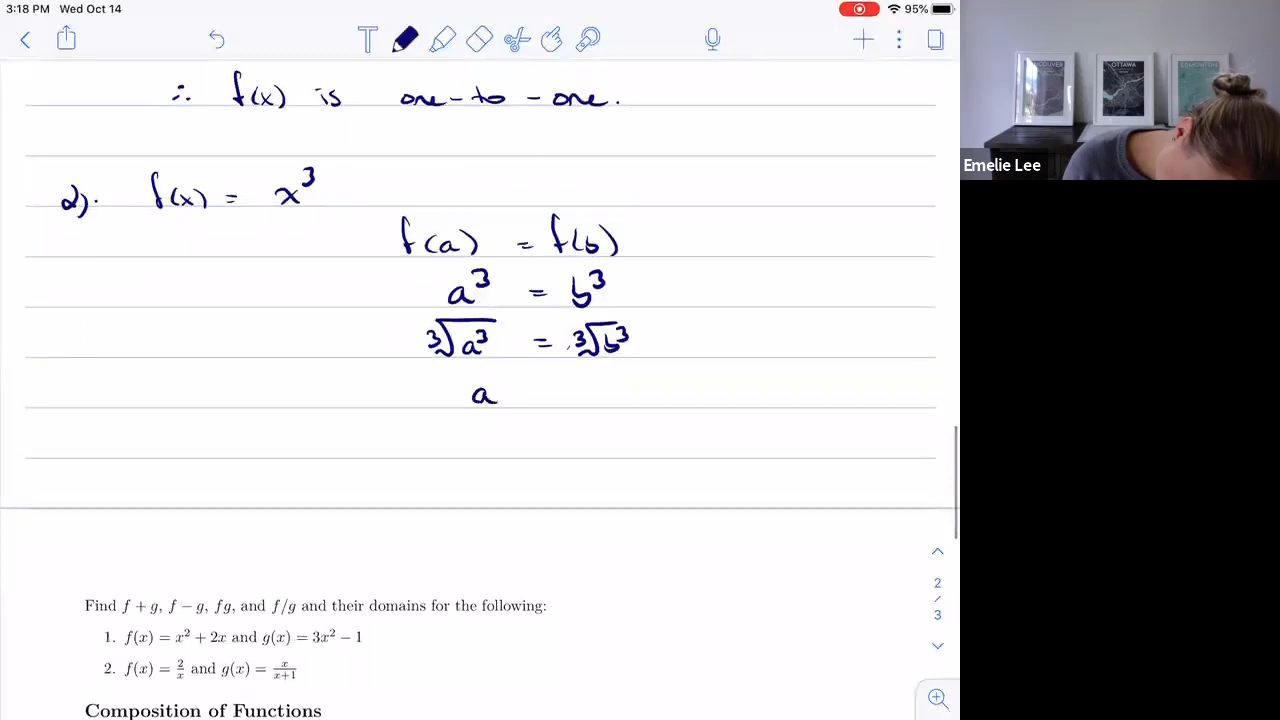 3:18 PM Wed Oct 14
95%
∴ f(x) is one-to-one.
2). f(x) = x³
f(a) = f(b)
a³ = b³
∛a³ = ∛b³
a
2
/
3
Find f + g, f − g, fg, and f/g and their domains for the following:
1. f(x) = x² + 2x and g(x) = 3x² − 1
2. f(x) = 2/x and g(x) = x/(x+1)
Composition of Functions
OTTAWA
EDMONTON
Emelie Lee